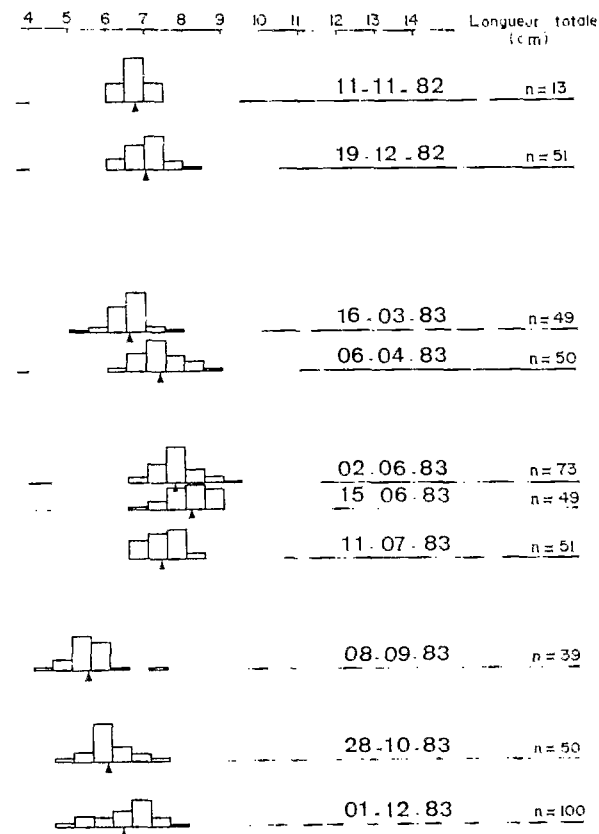 4 5 6 7 8 9 10 11 12 13 14 Longueur totale
(cm)
11-11-82 n=13
19.12-82 n=51
16-03-83 n=49
06.04.83 n=50
02.06.83 n=73
15 06.83 n=49
11.07.83 n=51
08.09.83 n=39
28-10-83 n=50
01.12.83 n=100